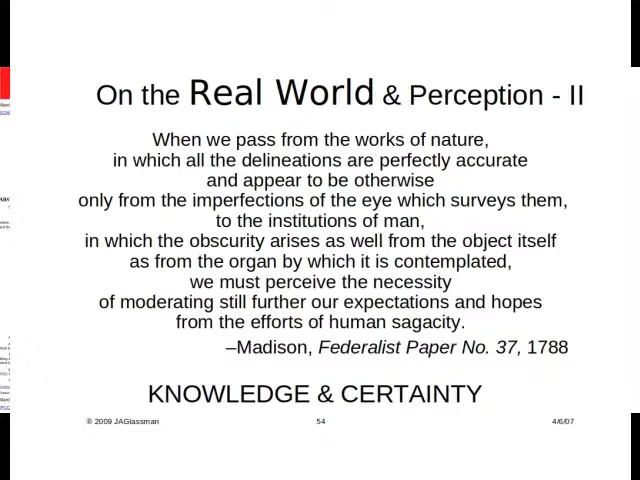 On the Real World & Perception - II
When we pass from the works of nature,
in which all the delineations are perfectly accurate
and appear to be otherwise
only from the imperfections of the eye which surveys them,
to the institutions of man,
in which the obscurity arises as well from the object itself
as from the organ by which it is contemplated,
we must perceive the necessity
of moderating still further our expectations and hopes
from the efforts of human sagacity.
–Madison, Federalist Paper No. 37, 1788
KNOWLEDGE & CERTAINTY
© 2009 JAGlassman 54 4/6/07